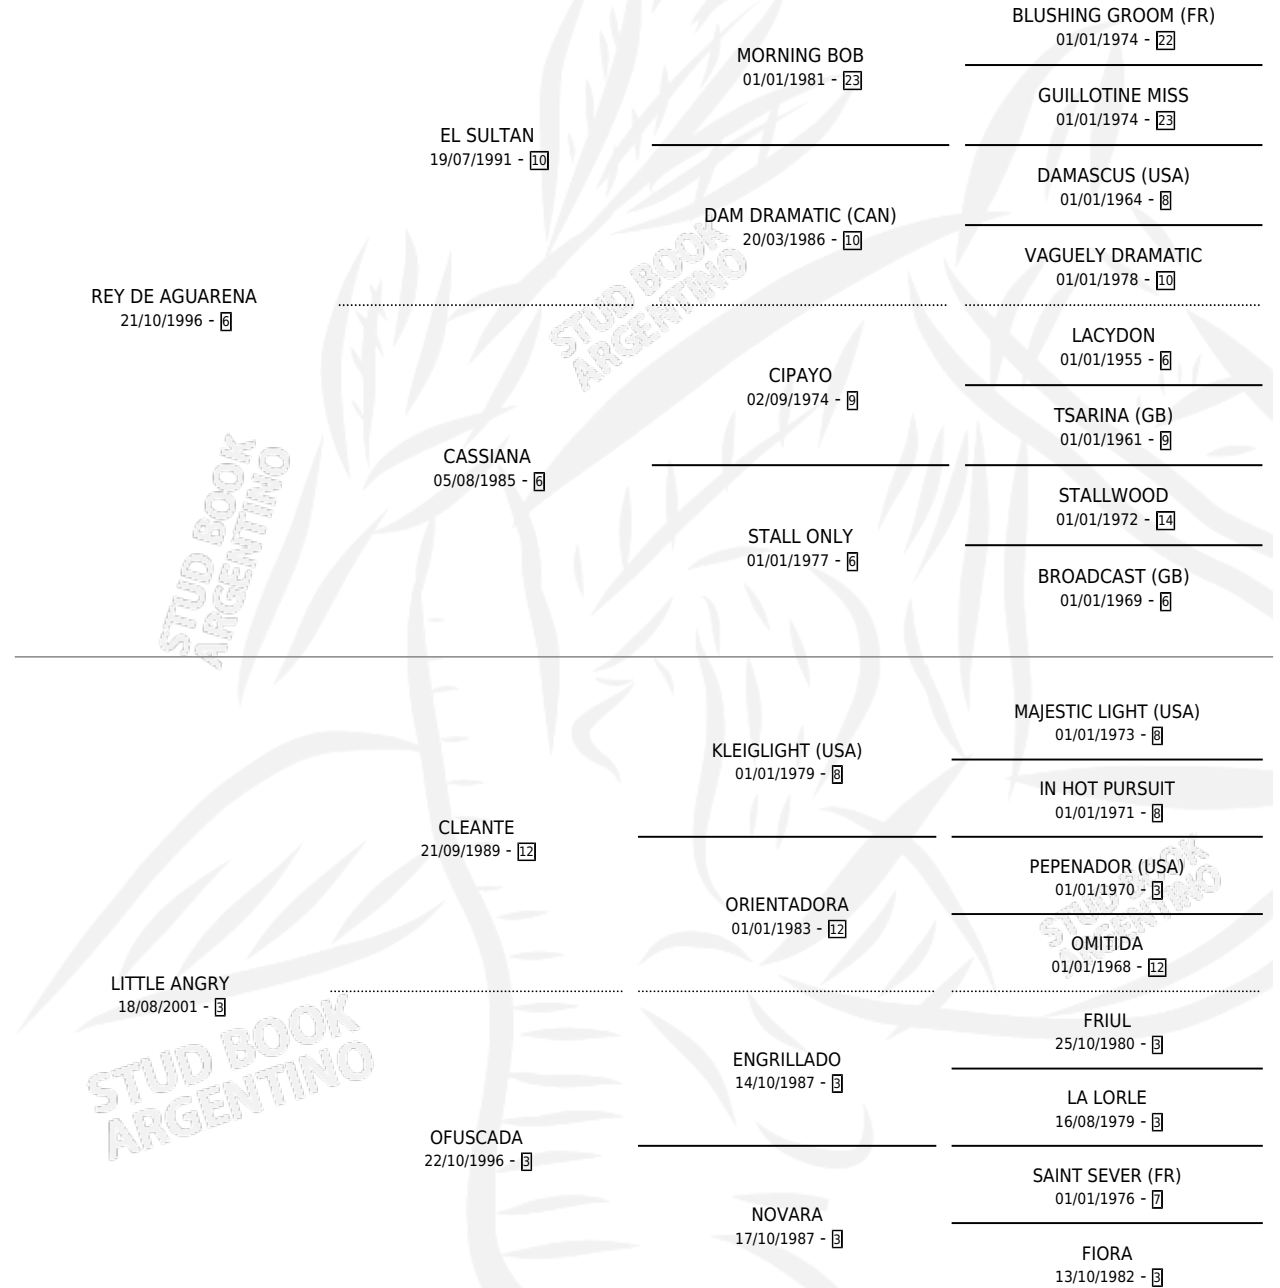 BLUSHING GROOM (FR)
01/01/1974 - 22
MORNING BOB
01/01/1981 - 23
GUILLOTINE MISS
01/01/1974 - 23
EL SULTAN
19/07/1991 - 10
DAMASCUS (USA)
01/01/1964 - 8
DAM DRAMATIC (CAN)
20/03/1986 - 10
VAGUELY DRAMATIC
01/01/1978 - 10
REY DE AGUARENA
21/10/1996 - 6
LACYDON
01/01/1955 - 6
CIPAYO
02/09/1974 - 9
TSARINA (GB)
01/01/1961 - 9
CASSIANA
05/08/1985 - 6
STALLWOOD
01/01/1972 - 14
STALL ONLY
01/01/1977 - 6
BROADCAST (GB)
01/01/1969 - 6
MAJESTIC LIGHT (USA)
01/01/1973 - 8
KLEIGLIGHT (USA)
01/01/1979 - 8
IN HOT PURSUIT
01/01/1971 - 8
CLEANTE
21/09/1989 - 12
PEPENADOR (USA)
01/01/1970 - 3
ORIENTADORA
01/01/1983 - 12
OMITIDA
01/01/1968 - 12
LITTLE ANGRY
18/08/2001 - 3
FRIUL
25/10/1980 - 3
ENGRILLADO
14/10/1987 - 3
LA LORLE
16/08/1979 - 3
OFUSCADA
22/10/1996 - 3
SAINT SEVER (FR)
01/01/1976 - 7
NOVARA
17/10/1987 - 3
FIORA
13/10/1982 - 3
STUD BOOK
ARGENTINO
STUD BOOK
ARGENTINO
STUD BOOK
ARGENTINO
STUD BOOK
ARGENTINO